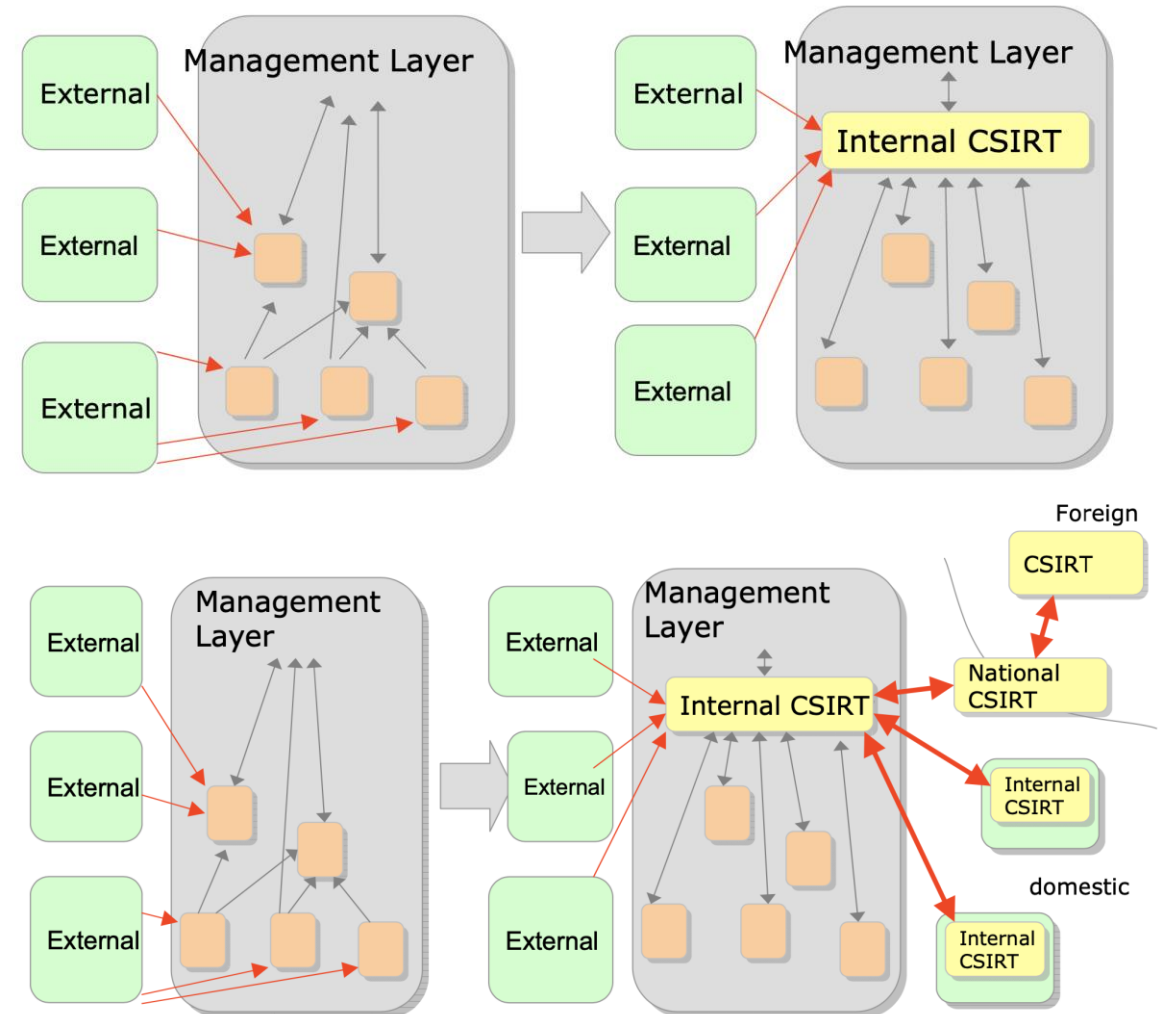 Management Layer
External
External
External
Management Layer
External
Internal CSIRT
External
External
Management
Layer
External
External
External
Management
Layer
External
Internal CSIRT
External
External
Foreign
CSIRT
National
CSIRT
Internal
CSIRT
domestic
Internal
CSIRT